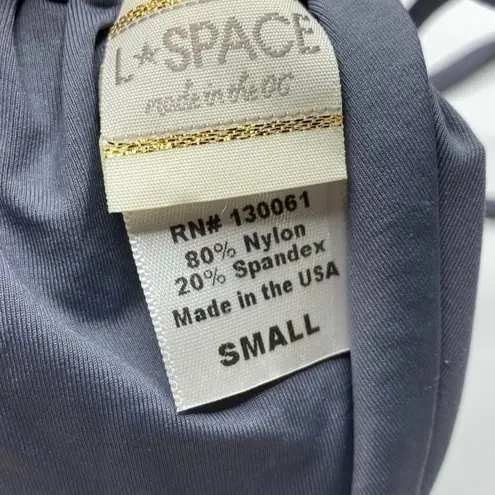 L★SPACE
made in the OC
RN# 130061
80% Nylon
20% Spandex
Made in the USA
SMALL